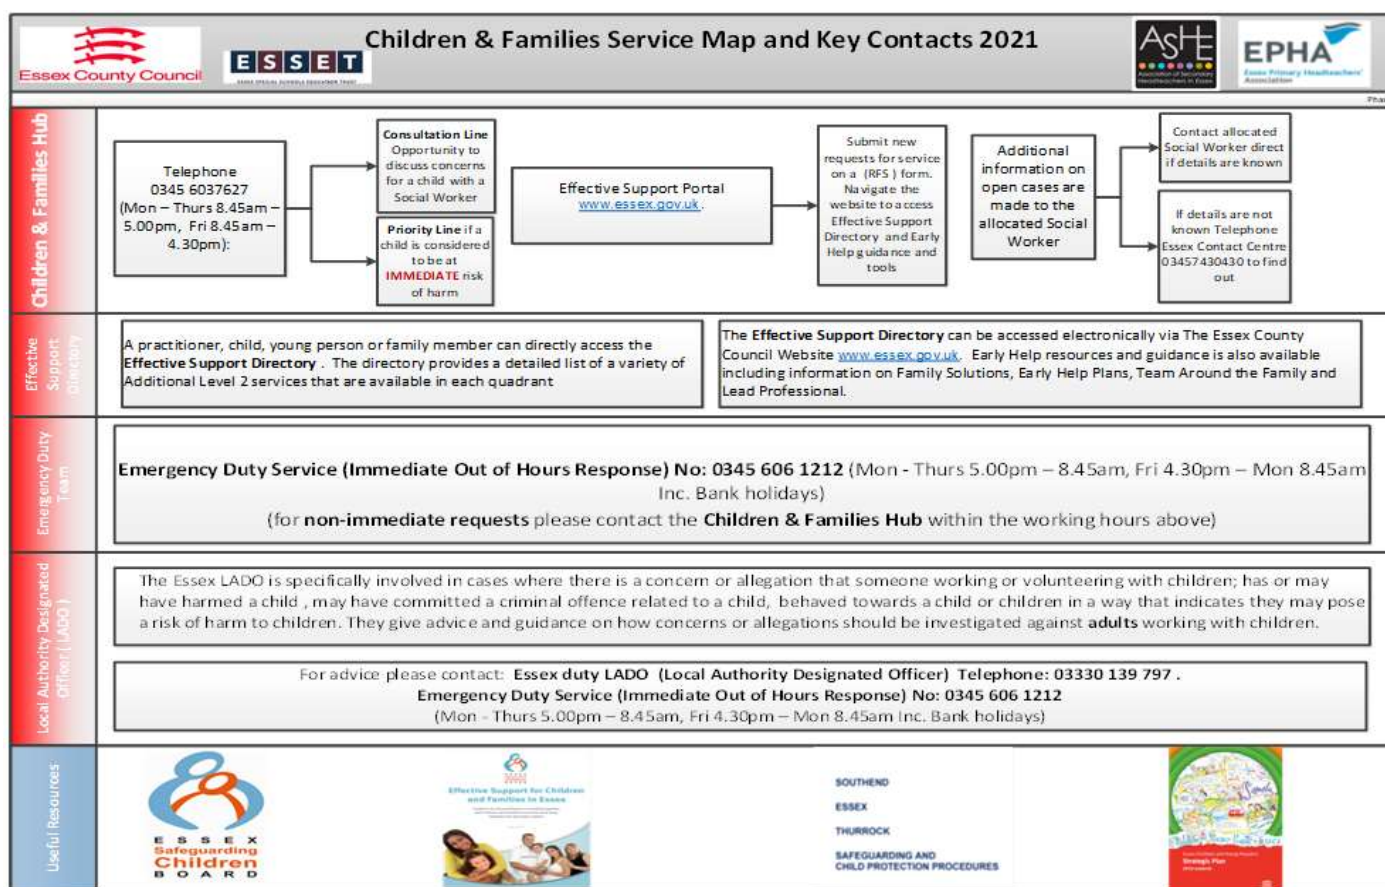 Children & Families Service Map and Key Contacts 2021
Essex County Council
ESSET
ESSEX SPECIAL SCHOOLS EDUCATION TRUST
ASHE
Association of Secondary
Headteachers in Essex
EPHA
Essex Primary Headteachers'
Association
Children & Families Hub
Telephone
0345 6037627
(Mon – Thurs 8.45am –
5.00pm, Fri 8.45am –
4.30pm):
Consultation Line
Opportunity to
discuss concerns
for a child with a
Social Worker
Priority Line if a
child is considered
to be at
IMMEDIATE risk
of harm
Effective Support Portal
www.essex.gov.uk .
Submit new
requests for service
on a (RFS ) form.
Navigate the
website to access
Effective Support
Directory and Early
Help guidance and
tools
Additional
information on
open cases are
made to the
allocated Social
Worker
Contact allocated
Social Worker direct
if details are known
If details are not
known Telephone
Essex Contact Centre
03457430430 to find
out
Effective
Support
Directory
A practitioner, child, young person or family member can directly access the
Effective Support Directory . The directory provides a detailed list of a variety of
Additional Level 2 services that are available in each quadrant
The Effective Support Directory can be accessed electronically via The Essex County
Council Website www.essex.gov.uk. Early Help resources and guidance is also available
including information on Family Solutions, Early Help Plans, Team Around the Family and
Lead Professional.
Emergency Duty
Team
Emergency Duty Service (Immediate Out of Hours Response) No: 0345 606 1212 (Mon - Thurs 5.00pm – 8.45am, Fri 4.30pm – Mon 8.45am
Inc. Bank holidays)
(for non-immediate requests please contact the Children & Families Hub within the working hours above)
Local Authority Designated
Officer ( LADO )
The Essex LADO is specifically involved in cases where there is a concern or allegation that someone working or volunteering with children; has or may
have harmed a child , may have committed a criminal offence related to a child, behaved towards a child or children in a way that indicates they may pose
a risk of harm to children. They give advice and guidance on how concerns or allegations should be investigated against adults working with children.
For advice please contact: Essex duty LADO (Local Authority Designated Officer) Telephone: 03330 139 797 .
Emergency Duty Service (Immediate Out of Hours Response) No: 0345 606 1212
(Mon - Thurs 5.00pm – 8.45am, Fri 4.30pm – Mon 8.45am Inc. Bank holidays)
Useful Resources
ESSEX
Safeguarding
Children
BOARD
Effective Support for Children
and Families in Essex
SOUTHEND
ESSEX
THURROCK
SAFEGUARDING AND
CHILD PROTECTION PROCEDURES
Strategic Plan